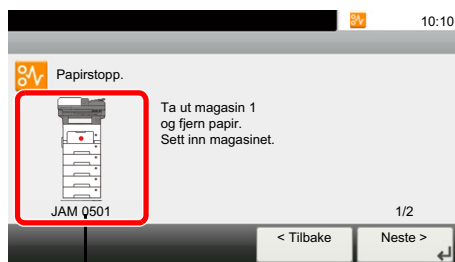 10:10
Papirstopp.
Ta ut magasin 1
og fjern papir.
Sett inn magasinet.
JAM 0501
1/2
< Tilbake
Neste >